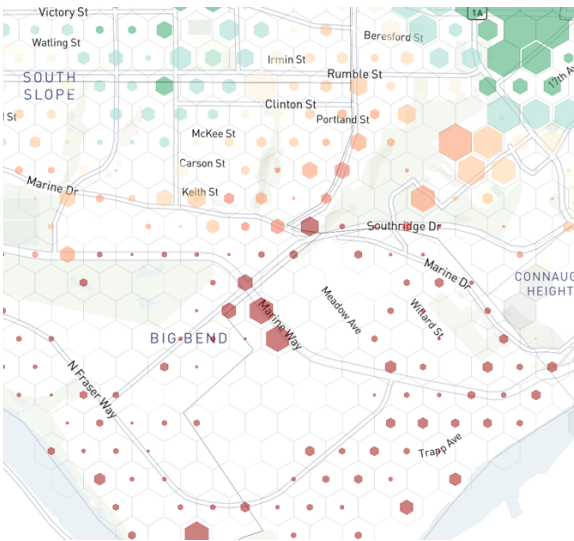 Victory St
1A
Watling St
Beresford St
Irmin St
Rumble St
17th Av
SOUTH
SLOPE
Clinton St
l St
Portland St
McKee St
Carson St
Marine Dr
Keith St
Southridge Dr
Marine Dr
CONNAUG
HEIGHT
Meadow Ave
Willard St
Marine Way
BIG BEND
N Fraser Way
Trapp Ave